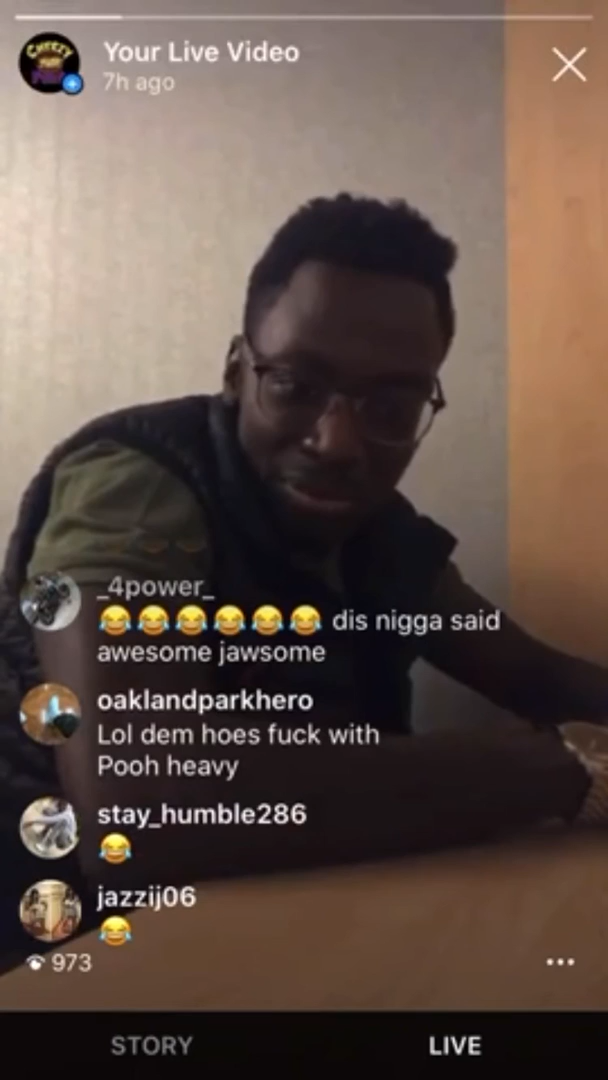 Your Live Video
7h ago
_4power_
😂😂😂😂😂😂 dis nigga said
awesome jawsome
oaklandparkhero
Lol dem hoes fuck with
Pooh heavy
stay_humble286
😂
jazzij06
😂
973
STORY
LIVE